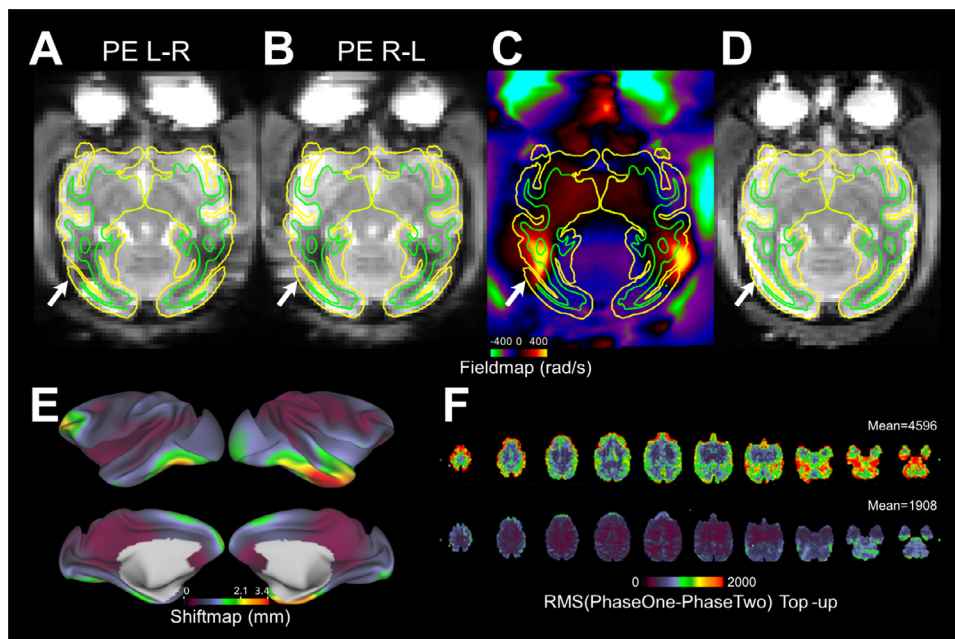 A PE L-R B PE R-L C D
-400 0 400
Fieldmap (rad/s)
E F
Mean=4596
Mean=1908
0 2000
RMS(PhaseOne-PhaseTwo) Top-up
0 2.1 3.4
Shiftmap (mm)